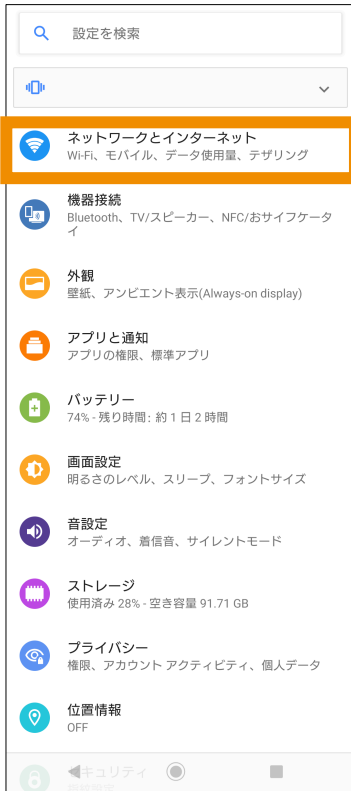 設定を検索
ネットワークとインターネット
Wi-Fi、モバイル、データ使用量、テザリング
機器接続
Bluetooth、TV/スピーカー、NFC/おサイフケータ
イ
外観
壁紙、アンビエント表示(Always-on display)
アプリと通知
アプリの権限、標準アプリ
バッテリー
74% - 残り時間: 約 1 日 2 時間
画面設定
明るさのレベル、スリープ、フォントサイズ
音設定
オーディオ、着信音、サイレントモード
ストレージ
使用済み 28% - 空き容量 91.71 GB
プライバシー
権限、アカウント アクティビティ、個人データ
位置情報
OFF
キュリティ